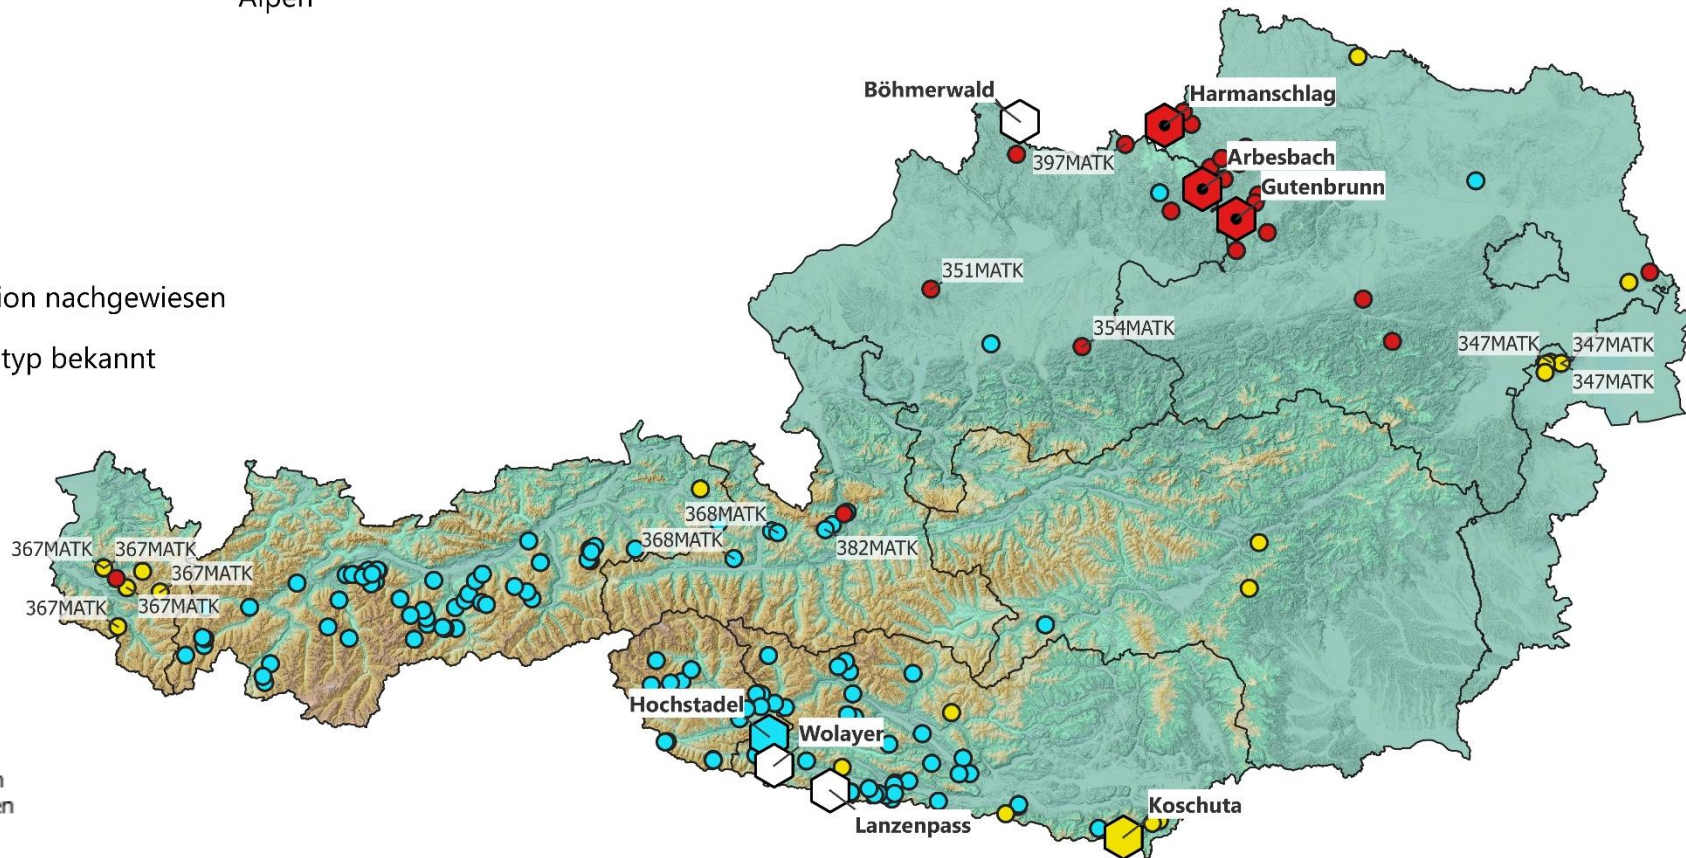 Alpen
Böhmerwald
Harmanschlag
397MATK
Arbesbach
Gutenbrunn
351MATK
ion nachgewiesen
354MATK
347MATK
347MATK
typ bekannt
347MATK
368MATK
368MATK
382MATK
367MATK
367MATK
367MATK
367MATK
367MATK
Hochstadel
Wolayer
n
en
Koschuta
Lanzenpass